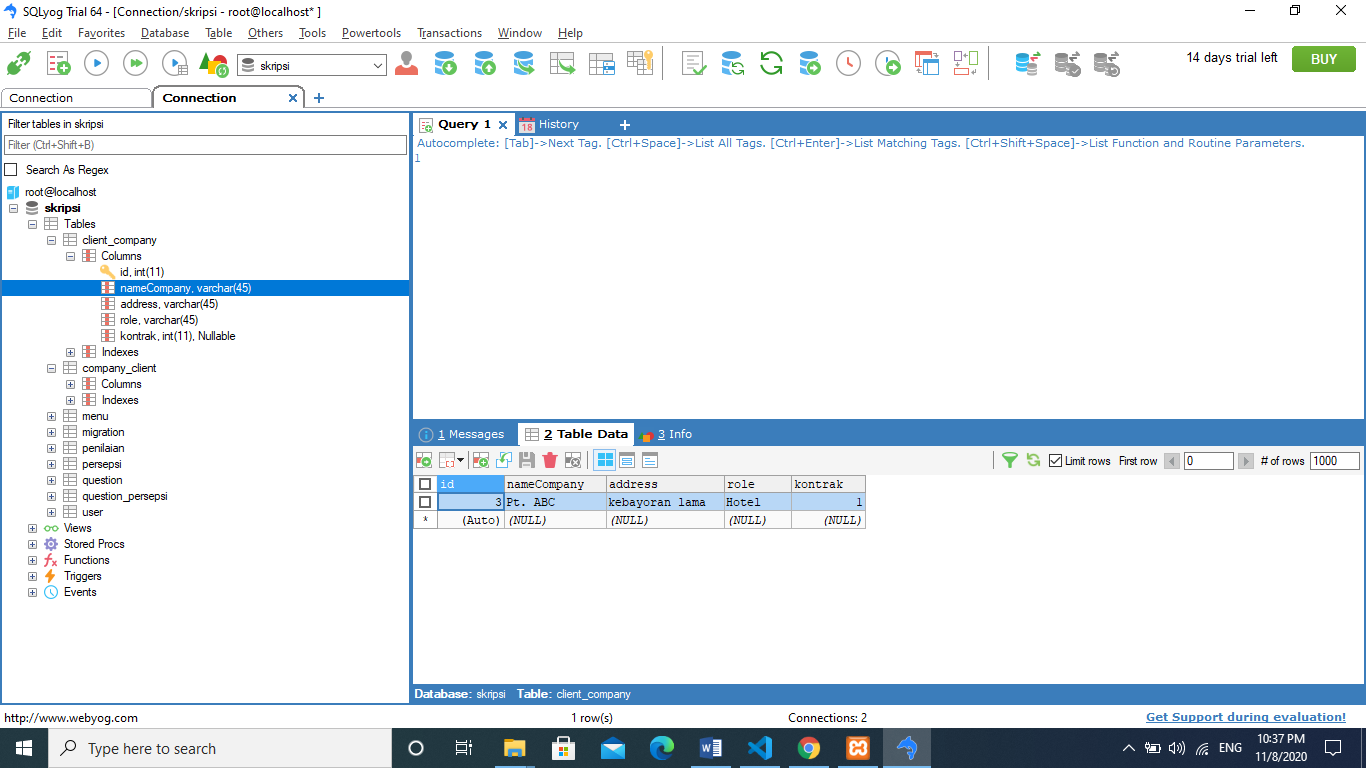 SQLyog Trial 64 - [Connection/skripsi - root@localhost* ]
File Edit Favorites Database Table Others Tools Powertools Transactions Window Help
skripsi
14 days trial left
BUY
Connection
Connection
Filter tables in skripsi
Filter (Ctrl+Shift+B)
Search As Regex
root@localhost
skripsi
Tables
client_company
Columns
id, int(11)
nameCompany, varchar(45)
address, varchar(45)
role, varchar(45)
kontrak, int(11), Nullable
Indexes
company_client
Columns
Indexes
menu
migration
penilaian
persepsi
question
question_persepsi
user
Views
Stored Procs
Functions
Triggers
Events
Query 1
18 History
Autocomplete: [Tab]->Next Tag. [Ctrl+Space]->List All Tags. [Ctrl+Enter]->List Matching Tags. [Ctrl+Shift+Space]->List Function and Routine Parameters.
1
1 Messages 2 Table Data 3 Info
Limit rows First row 0 # of rows 1000
id nameCompany address role kontrak
3 Pt. ABC kebayoran lama Hotel 1
* (Auto) (NULL) (NULL) (NULL) (NULL)
Database: skripsi Table: client_company
http://www.webyog.com 1 row(s) Connections: 2 Get Support during evaluation!
Type here to search
ENG
10:37 PM
11/8/2020